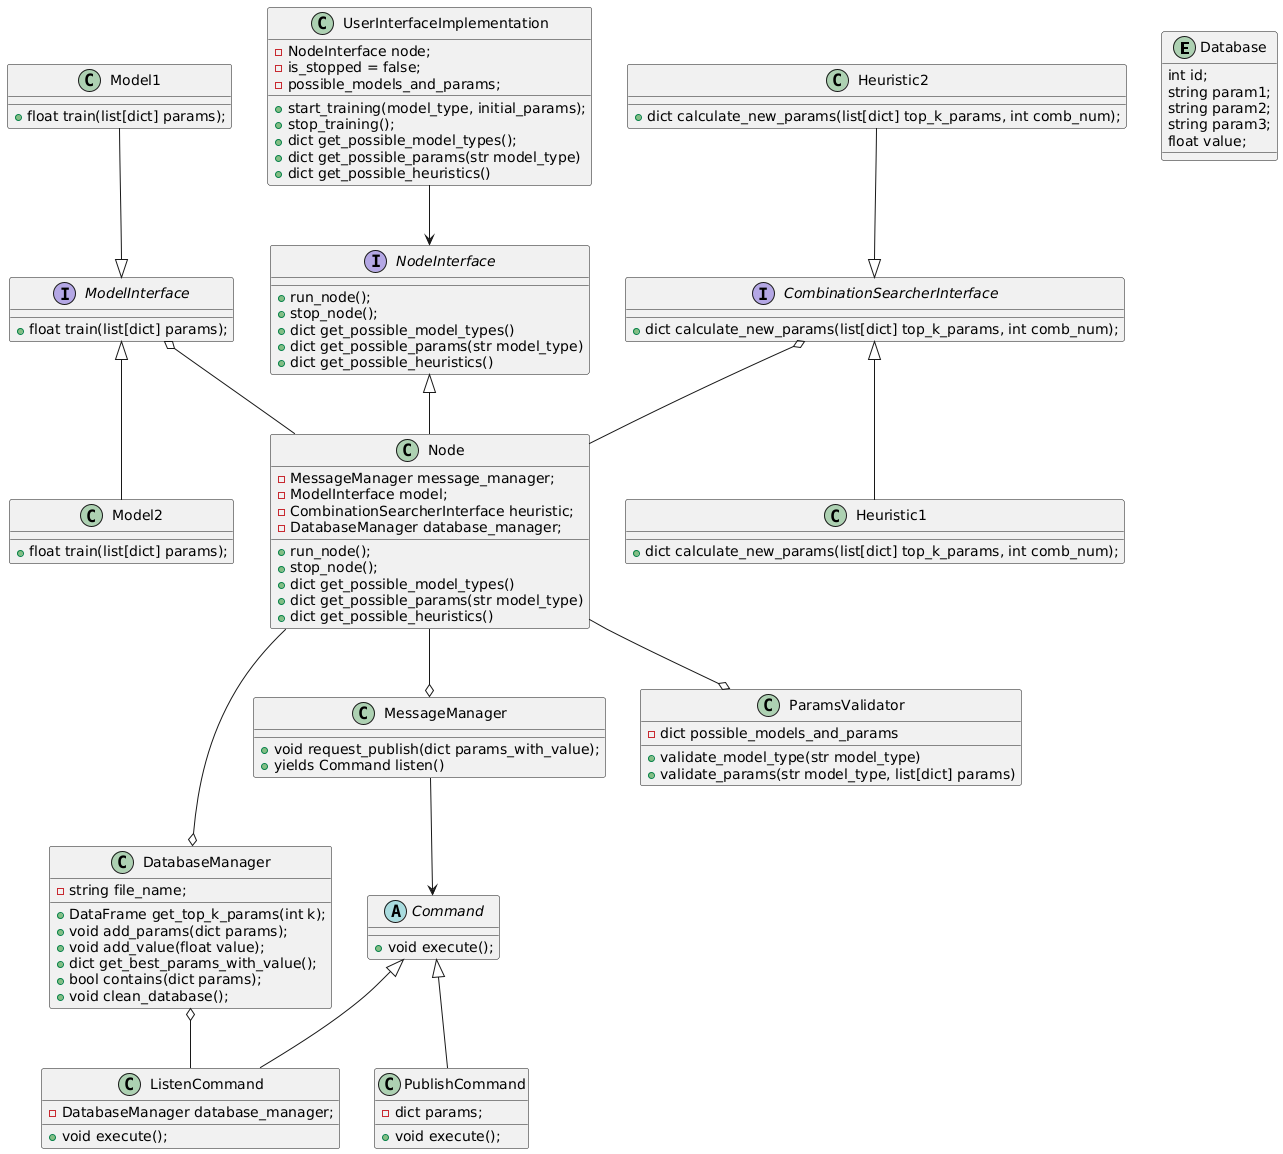 C UserInterfaceImplementation
NodeInterface node;
is_stopped = false;
possible_models_and_params;
start_training(model_type, initial_params);
stop_training();
dict get_possible_model_types();
dict get_possible_params(str model_type)
dict get_possible_heuristics()
C Model1
float train(list[dict] params);
C Heuristic2
dict calculate_new_params(list[dict] top_k_params, int comb_num);
E Database
int id;
string param1;
string param2;
string param3;
float value;
I ModelInterface
float train(list[dict] params);
I NodeInterface
run_node();
stop_node();
dict get_possible_model_types()
dict get_possible_params(str model_type)
dict get_possible_heuristics()
I CombinationSearcherInterface
dict calculate_new_params(list[dict] top_k_params, int comb_num);
C Model2
float train(list[dict] params);
C Node
MessageManager message_manager;
ModelInterface model;
CombinationSearcherInterface heuristic;
DatabaseManager database_manager;
run_node();
stop_node();
dict get_possible_model_types()
dict get_possible_params(str model_type)
dict get_possible_heuristics()
C Heuristic1
dict calculate_new_params(list[dict] top_k_params, int comb_num);
C MessageManager
void request_publish(dict params_with_value);
yields Command listen()
C ParamsValidator
dict possible_models_and_params
validate_model_type(str model_type)
validate_params(str model_type, list[dict] params)
C DatabaseManager
string file_name;
DataFrame get_top_k_params(int k);
void add_params(dict params);
void add_value(float value);
dict get_best_params_with_value();
bool contains(dict params);
void clean_database();
A Command
void execute();
C ListenCommand
DatabaseManager database_manager;
void execute();
C PublishCommand
dict params;
void execute();